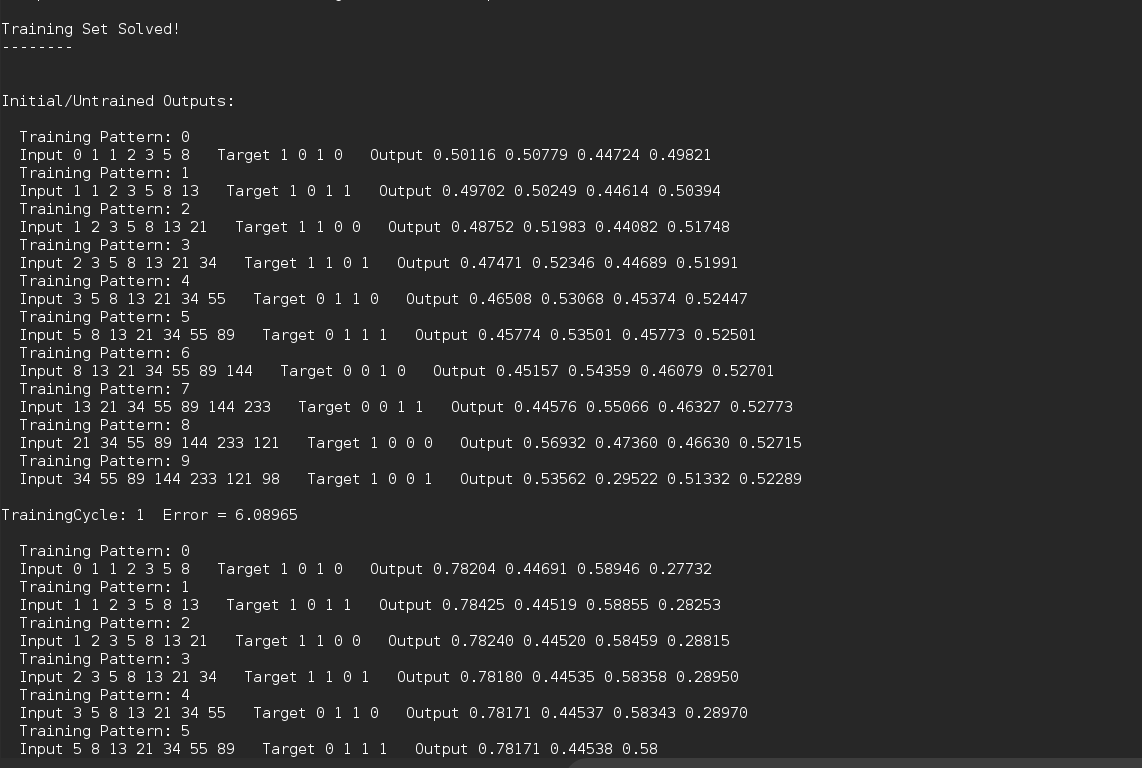 Training Set Solved!
--------
Initial/Untrained Outputs:
Training Pattern: 0
Input 0 1 1 2 3 5 8   Target 1 0 1 0   Output 0.50116 0.50779 0.44724 0.49821
Training Pattern: 1
Input 1 1 2 3 5 8 13   Target 1 0 1 1   Output 0.49702 0.50249 0.44614 0.50394
Training Pattern: 2
Input 1 2 3 5 8 13 21   Target 1 1 0 0   Output 0.48752 0.51983 0.44082 0.51748
Training Pattern: 3
Input 2 3 5 8 13 21 34   Target 1 1 0 1   Output 0.47471 0.52346 0.44689 0.51991
Training Pattern: 4
Input 3 5 8 13 21 34 55   Target 0 1 1 0   Output 0.46508 0.53068 0.45374 0.52447
Training Pattern: 5
Input 5 8 13 21 34 55 89   Target 0 1 1 1   Output 0.45774 0.53501 0.45773 0.52501
Training Pattern: 6
Input 8 13 21 34 55 89 144   Target 0 0 1 0   Output 0.45157 0.54359 0.46079 0.52701
Training Pattern: 7
Input 13 21 34 55 89 144 233   Target 0 0 1 1   Output 0.44576 0.55066 0.46327 0.52773
Training Pattern: 8
Input 21 34 55 89 144 233 121   Target 1 0 0 0   Output 0.56932 0.47360 0.46630 0.52715
Training Pattern: 9
Input 34 55 89 144 233 121 98   Target 1 0 0 1   Output 0.53562 0.29522 0.51332 0.52289
TrainingCycle: 1  Error = 6.08965
Training Pattern: 0
Input 0 1 1 2 3 5 8   Target 1 0 1 0   Output 0.78204 0.44691 0.58946 0.27732
Training Pattern: 1
Input 1 1 2 3 5 8 13   Target 1 0 1 1   Output 0.78425 0.44519 0.58855 0.28253
Training Pattern: 2
Input 1 2 3 5 8 13 21   Target 1 1 0 0   Output 0.78240 0.44520 0.58459 0.28815
Training Pattern: 3
Input 2 3 5 8 13 21 34   Target 1 1 0 1   Output 0.78180 0.44535 0.58358 0.28950
Training Pattern: 4
Input 3 5 8 13 21 34 55   Target 0 1 1 0   Output 0.78171 0.44537 0.58343 0.28970
Training Pattern: 5
Input 5 8 13 21 34 55 89   Target 0 1 1 1   Output 0.78171 0.44538 0.58